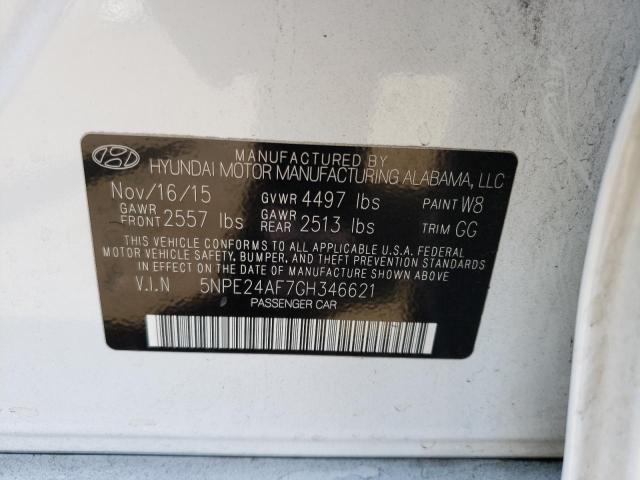 MANUFACTURED BY
HYUNDAI MOTOR MANUFACTURING ALABAMA, LLC
Nov/16/15 GVWR 4497 lbs PAINT W8
GAWR FRONT 2557 lbs GAWR REAR 2513 lbs TRIM GG
THIS VEHICLE CONFORMS TO ALL APPLICABLE U.S.A. FEDERAL
MOTOR VEHICLE SAFETY, BUMPER, AND THEFT PREVENTION STANDARDS
IN EFFECT ON THE DATE OF MANUFACTURE SHOWN ABOVE.
V.I.N 5NPE24AF7GH346621
PASSENGER CAR